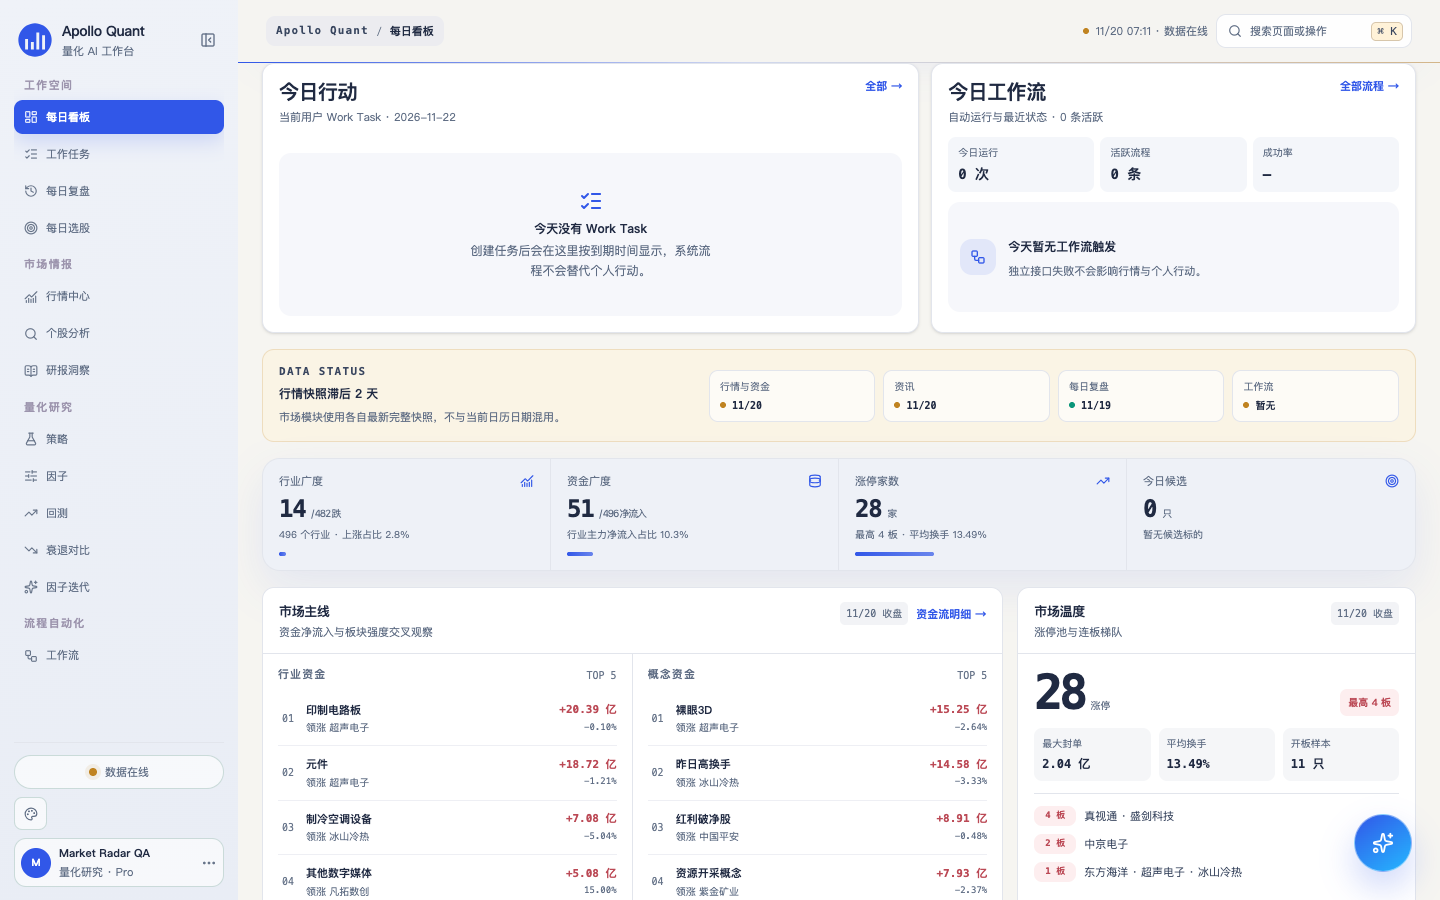 Apollo Quant
量化 AI 工作台
工作空间
每日看板
工作任务
每日复盘
每日选股
市场情报
行情中心
个股分析
研报洞察
量化研究
策略
因子
回测
衰退对比
因子迭代
流程自动化
工作流
数据在线
M
Market Radar QA
量化研究 · Pro
Apollo Quant / 每日看板
11/20 07:11 · 数据在线
搜索页面或操作
⌘ K
今日行动
全部 →
当前用户 Work Task · 2026-11-22
今天没有 Work Task
创建任务后会在这里按到期时间显示，系统流
程不会替代个人行动。
今日工作流
全部流程 →
自动运行与最近状态 · 0 条活跃
今日运行
0 次
活跃流程
0 条
成功率
—
今天暂无工作流触发
独立接口失败不会影响行情与个人行动。
DATA STATUS
行情快照滞后 2 天
市场模块使用各自最新完整快照，不与当前日历日期混用。
行情与资金
11/20
资讯
11/20
每日复盘
11/19
工作流
暂无
行业广度
14 /482跌
496 个行业 · 上涨占比 2.8%
资金广度
51 /496净流入
行业主力净流入占比 10.3%
涨停家数
28 家
最高 4 板 · 平均换手 13.49%
今日候选
0 只
暂无候选标的
市场主线
资金净流入与板块强度交叉观察
11/20 收盘
资金流明细 →
行业资金
TOP 5
01 印制电路板 +20.39 亿
领涨 超声电子 -0.10%
02 元件 +18.72 亿
领涨 超声电子 -1.21%
03 制冷空调设备 +7.08 亿
领涨 冰山冷热 -5.04%
04 其他数字媒体 +5.08 亿
领涨 凡拓数创 15.00%
概念资金
TOP 5
01 裸眼3D +15.25 亿
领涨 超声电子 -2.64%
02 昨日高换手 +14.58 亿
领涨 冰山冷热 -3.33%
03 红利破净股 +8.91 亿
领涨 中国平安 -0.48%
04 资源开采概念 +7.93 亿
领涨 紫金矿业 -2.37%
市场温度
涨停池与连板梯队
11/20 收盘
28 涨停
最高 4 板
最大封单
2.04 亿
平均换手
13.49%
开板样本
11 只
4 板 真视通 · 盛剑科技
2 板 中京电子
1 板 东方海洋 · 超声电子 · 冰山冷热